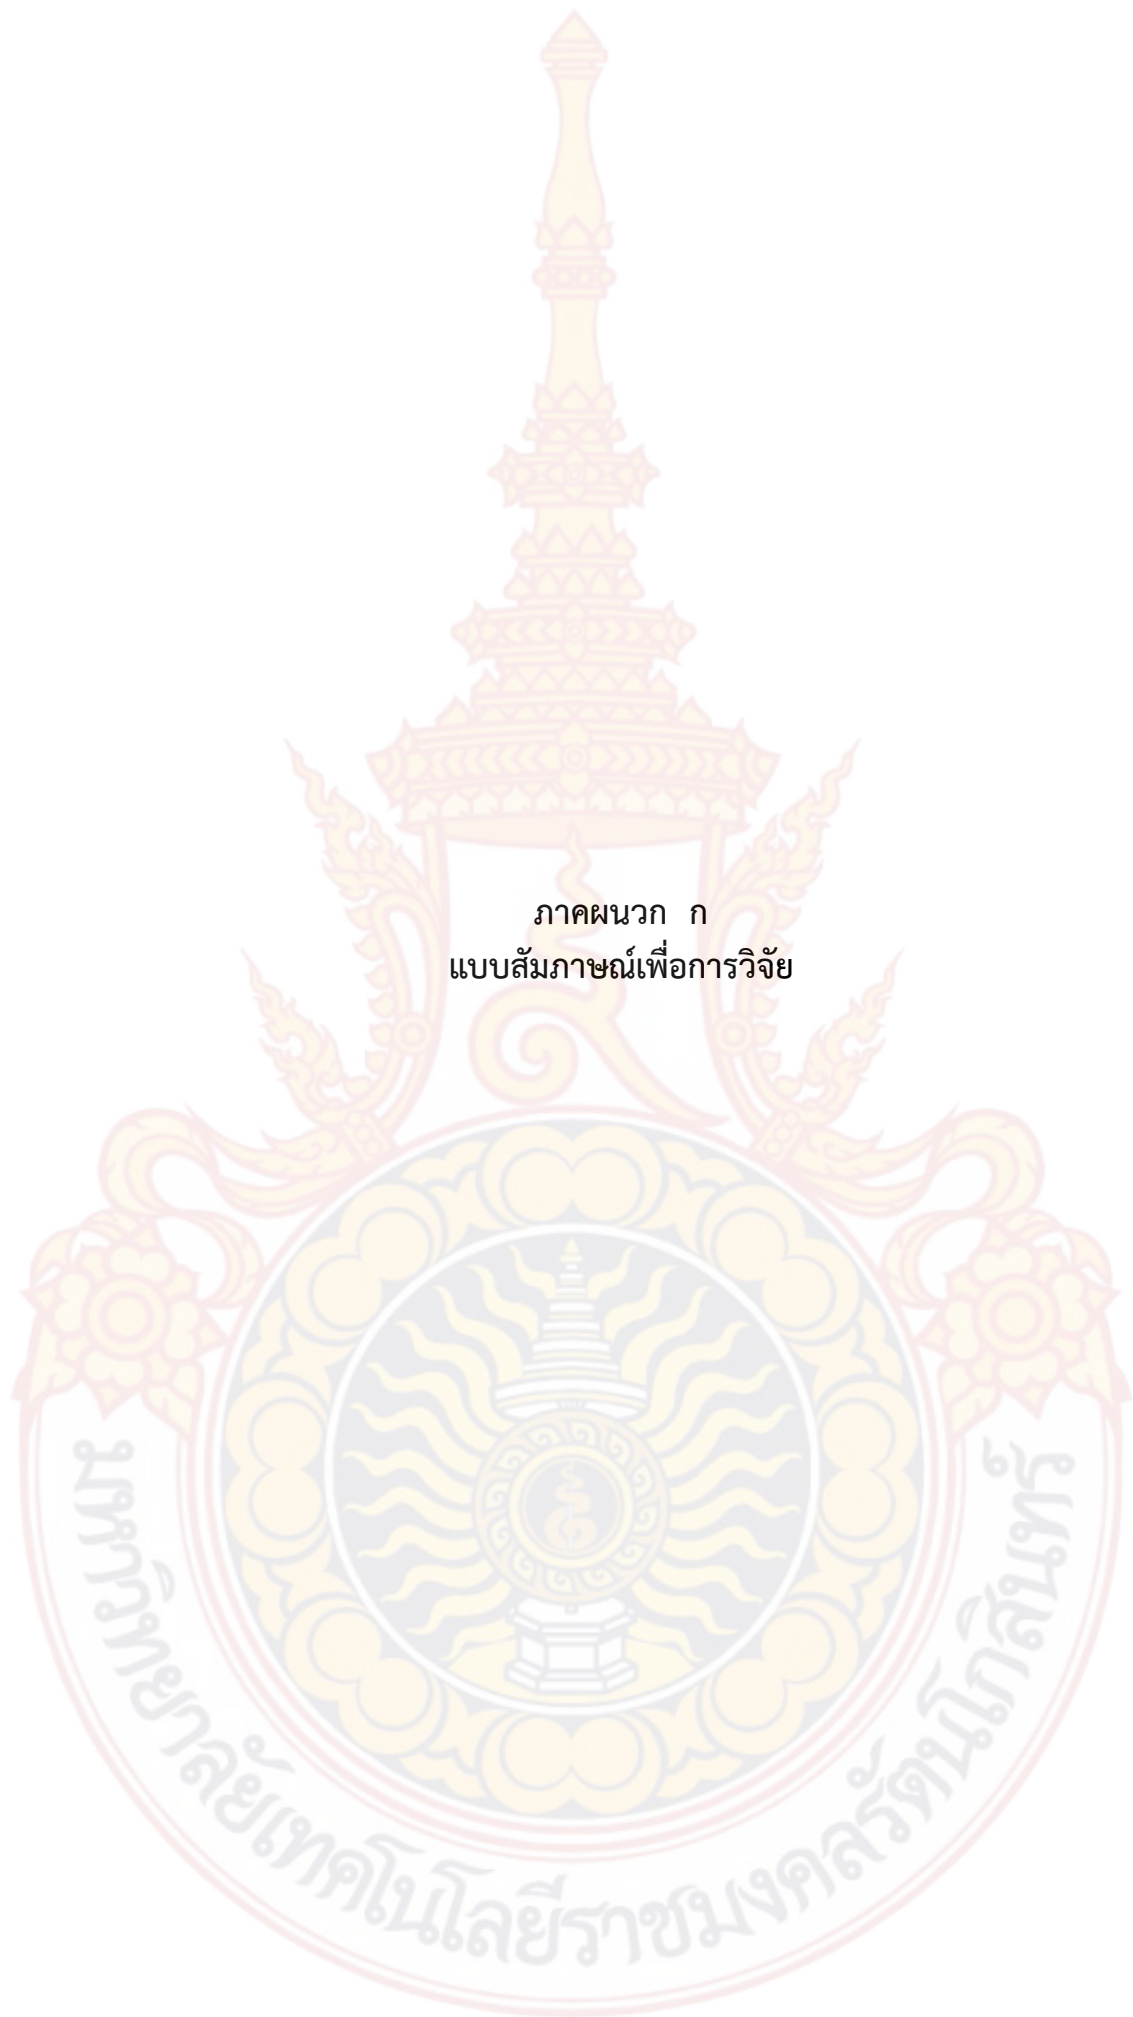 ภาคผนวก ก
แบบสัมภาษณ์เพื่อการวิจัย
มหาวิทยาลัยเทคโนโลยีราชมงคลรัตนโกสินทร์